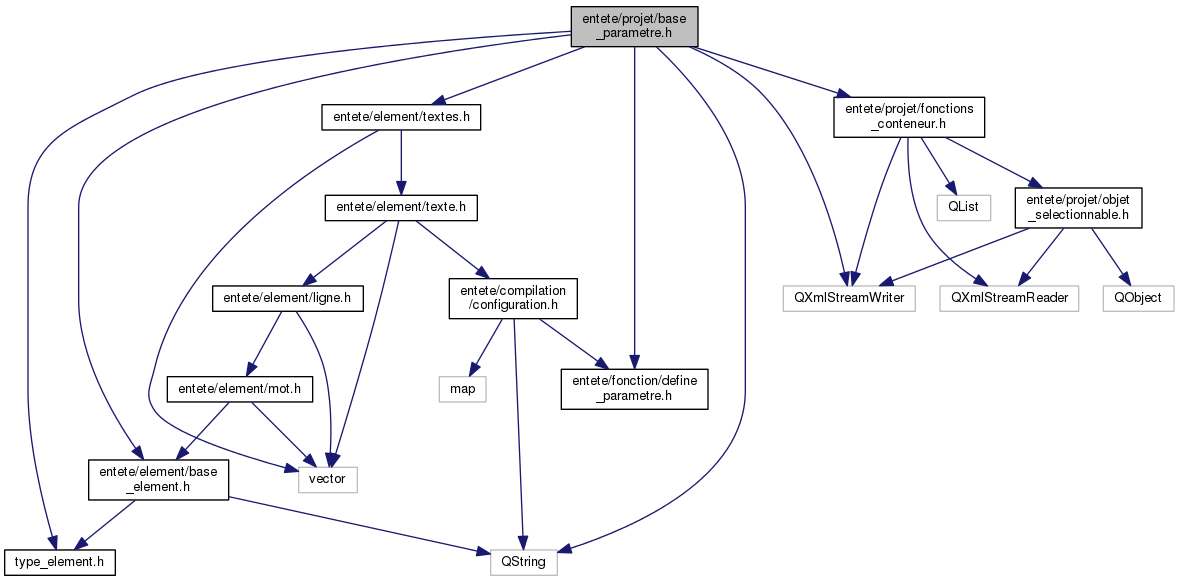 entete/projet/base
_parametre.h
entete/element/textes.h
entete/projet/fonctions
_conteneur.h
entete/element/texte.h
QList
entete/projet/objet
_selectionnable.h
entete/element/ligne.h
entete/compilation
/configuration.h
QXmlStreamWriter
QXmlStreamReader
QObject
entete/element/mot.h
map
entete/fonction/define
_parametre.h
entete/element/base
_element.h
vector
type_element.h
QString